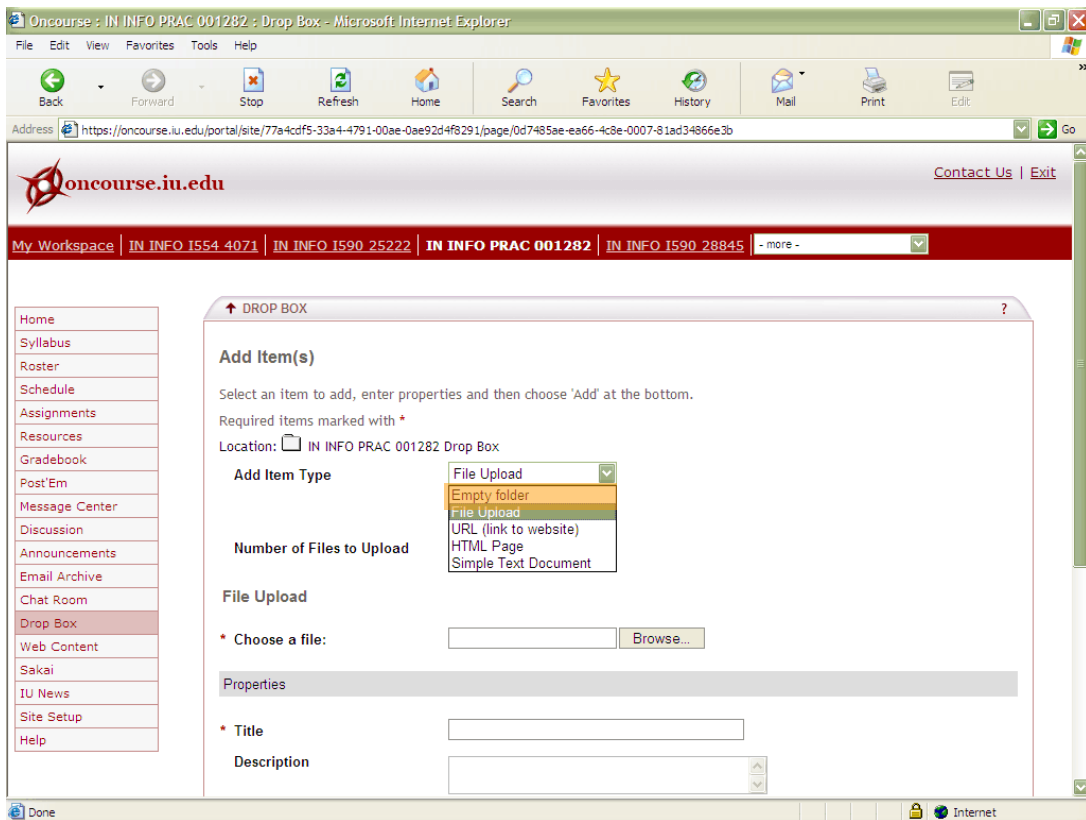 Oncourse : IN INFO PRAC 001282 : Drop Box - Microsoft Internet Explorer
File Edit View Favorites Tools Help
Back Forward Stop Refresh Home Search Favorites History Mail Print Edit
Address https://oncourse.iu.edu/portal/site/77a4cdf5-33a4-4791-00ae-0ae92d4f8291/page/0d7485ae-ea66-4c8e-0007-81ad34866e3b Go
oncourse.iu.edu
Contact Us | Exit
My Workspace | IN INFO I554 4071 | IN INFO I590 25222 | IN INFO PRAC 001282 | IN INFO I590 28845 | - more -
Home
Syllabus
Roster
Schedule
Assignments
Resources
Gradebook
Post'Em
Message Center
Discussion
Announcements
Email Archive
Chat Room
Drop Box
Web Content
Sakai
IU News
Site Setup
Help
DROP BOX ?
Add Item(s)
Select an item to add, enter properties and then choose 'Add' at the bottom.
Required items marked with *
Location: IN INFO PRAC 001282 Drop Box
Add Item Type File Upload
Empty folder
File Upload
URL (link to website)
HTML Page
Simple Text Document
Number of Files to Upload
File Upload
* Choose a file: Browse...
Properties
* Title
Description
Done Internet